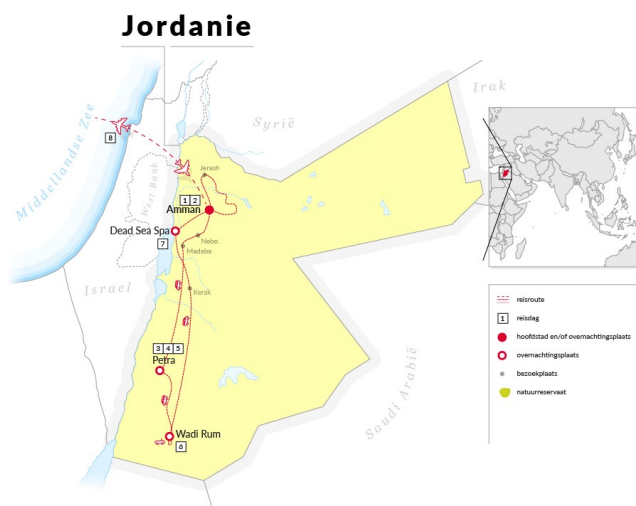 Jordanie
Irak
Syrië
Middellandse Zee
8
Jerash
West Bank
1 2
Amman
Dead Sea Spa
7
Nebo
Madaba
Israel
Kerak
3 4 5
Petra
Saudi Arabië
Wadi Rum
6
reisroute
1 reisdag
hoofdstad en/of overnachtingsplaats
overnachtingsplaats
bezoekplaats
natuurreservaat